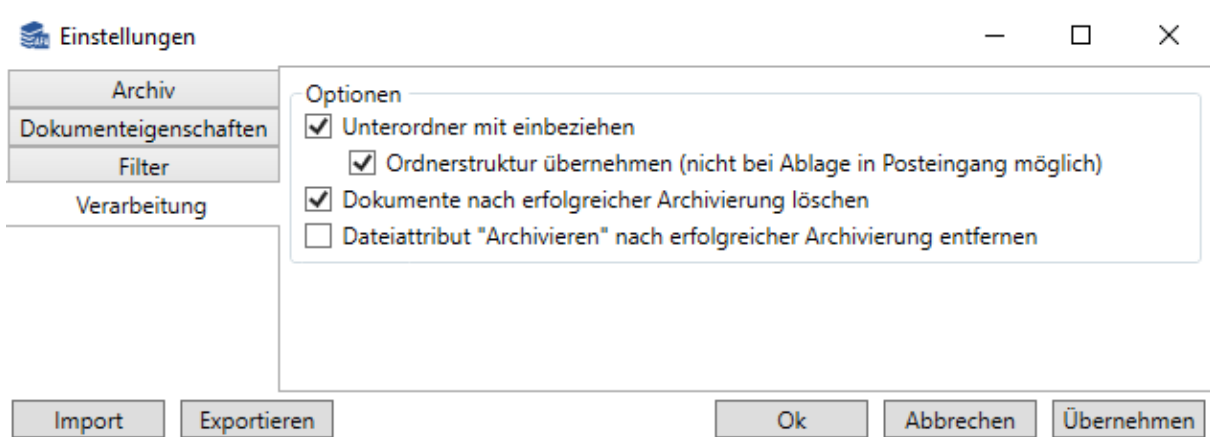 Einstellungen
Archiv
Dokumenteigenschaften
Filter
Verarbeitung
Optionen
Unterordner mit einbeziehen
Ordnerstruktur übernehmen (nicht bei Ablage in Posteingang möglich)
Dokumente nach erfolgreicher Archivierung löschen
Dateiattribut "Archivieren" nach erfolgreicher Archivierung entfernen
Import
Exportieren
Ok
Abbrechen
Übernehmen